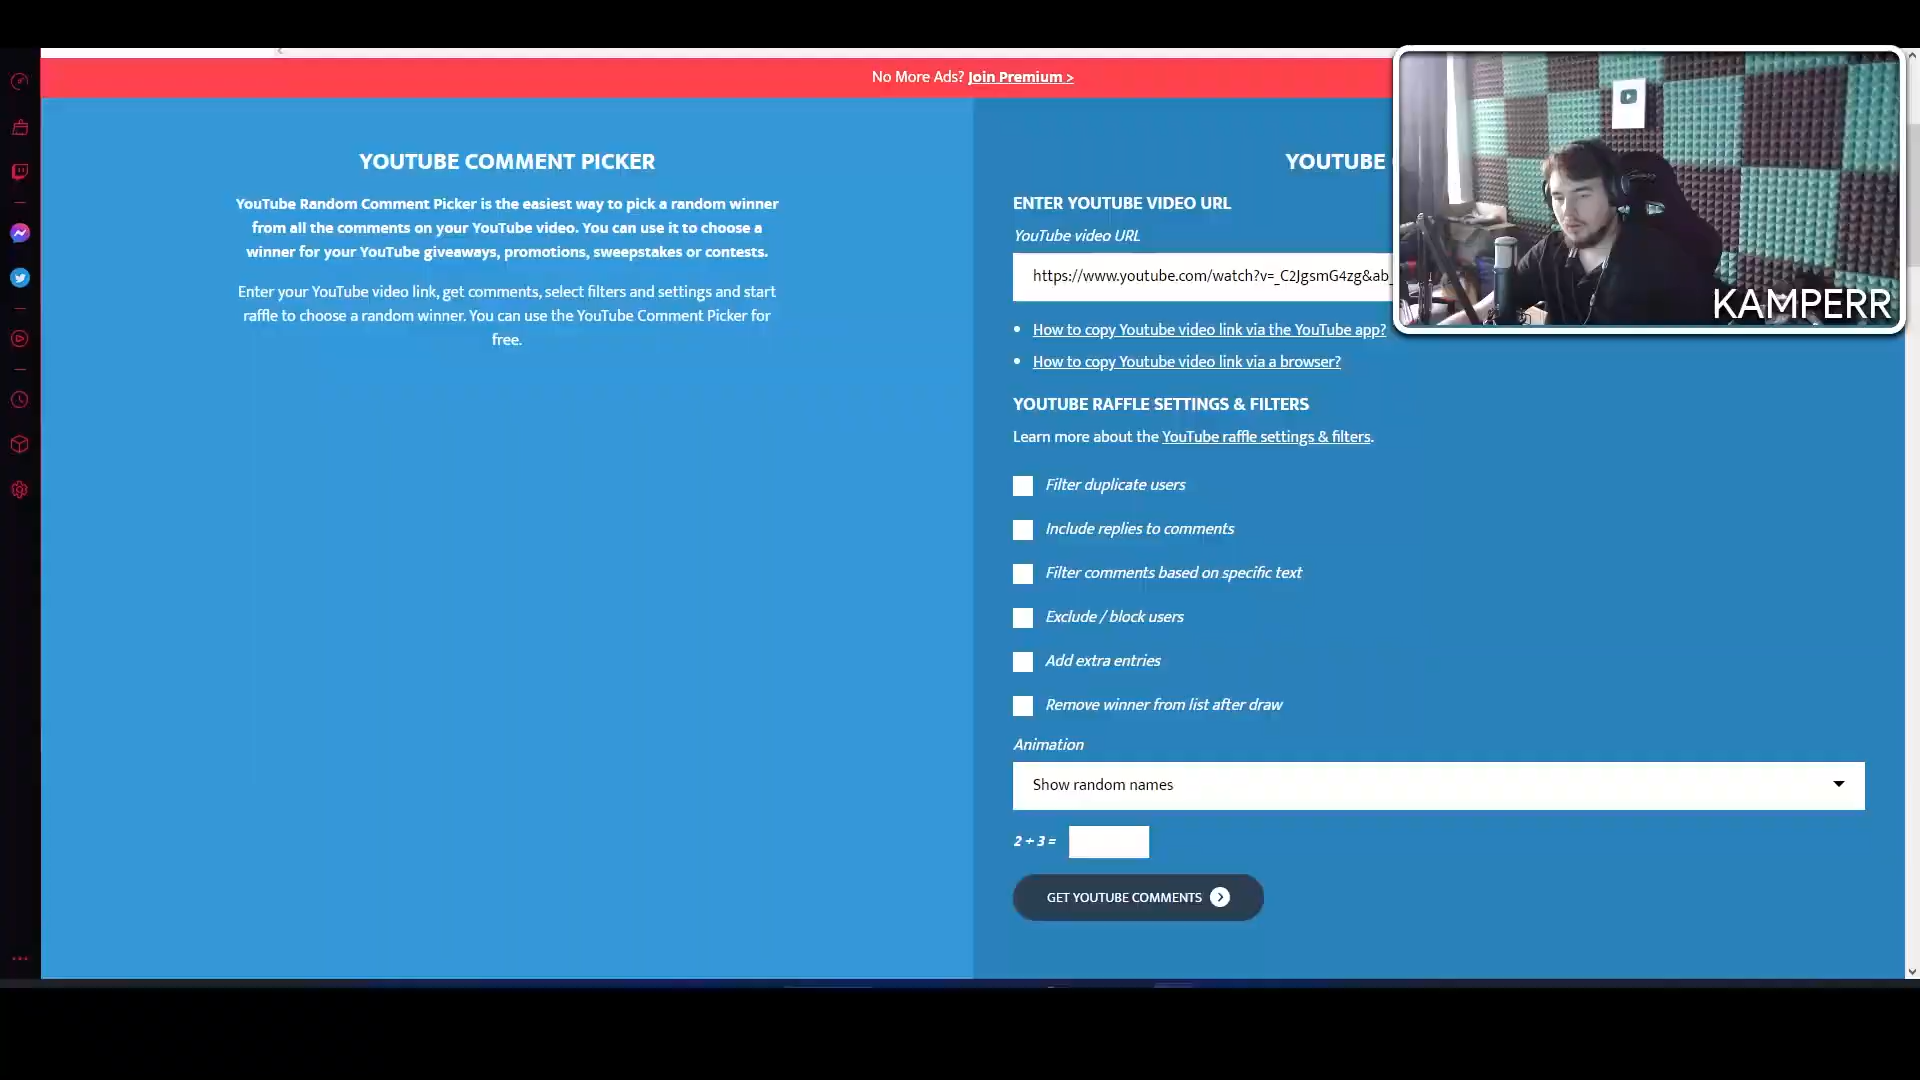 No More Ads? Join Premium >
YOUTUBE COMMENT PICKER
YouTube Random Comment Picker is the easiest way to pick a random winner
from all the comments on your YouTube video. You can use it to choose a
winner for your YouTube giveaways, promotions, sweepstakes or contests.
Enter your YouTube video link, get comments, select filters and settings and start
raffle to choose a random winner. You can use the YouTube Comment Picker for
free.
YOUTUBE
ENTER YOUTUBE VIDEO URL
YouTube video URL
https://www.youtube.com/watch?v=_C2JgsmG4zg&ab_
How to copy Youtube video link via the YouTube app?
How to copy Youtube video link via a browser?
YOUTUBE RAFFLE SETTINGS & FILTERS
Learn more about the YouTube raffle settings & filters.
Filter duplicate users
Include replies to comments
Filter comments based on specific text
Exclude / block users
Add extra entries
Remove winner from list after draw
Animation
Show random names
2 + 3 =
GET YOUTUBE COMMENTS
KAMPERR